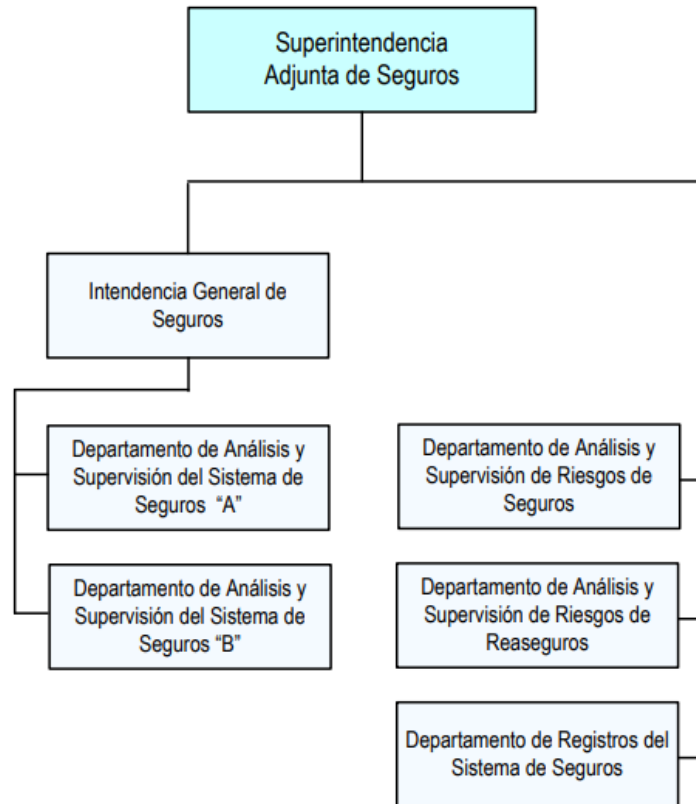 Superintendencia
Adjunta de Seguros
Intendencia General de
Seguros
Departamento de Análisis y
Supervisión del Sistema de
Seguros “A”
Departamento de Análisis y
Supervisión de Riesgos de
Seguros
Departamento de Análisis y
Supervisión del Sistema de
Seguros “B”
Departamento de Análisis y
Supervisión de Riesgos de
Reaseguros
Departamento de Registros del
Sistema de Seguros